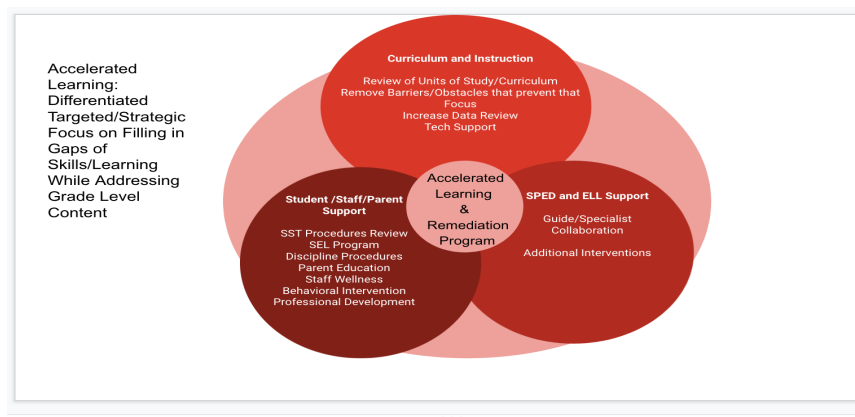 Accelerated
Learning:
Differentiated
Targeted/Strategic
Focus on Filling in
Gaps of
Skills/Learning
While Addressing
Grade Level
Content
Curriculum and Instruction
Review of Units of Study/Curriculum
Remove Barriers/Obstacles that prevent that
Focus
Increase Data Review
Tech Support
Accelerated
Learning
&
Remediation
Program
Student /Staff/Parent
Support
SST Procedures Review
SEL Program
Discipline Procedures
Parent Education
Staff Wellness
Behavioral Intervention
Professional Development
SPED and ELL Support
Guide/Specialist
Collaboration
Additional Interventions